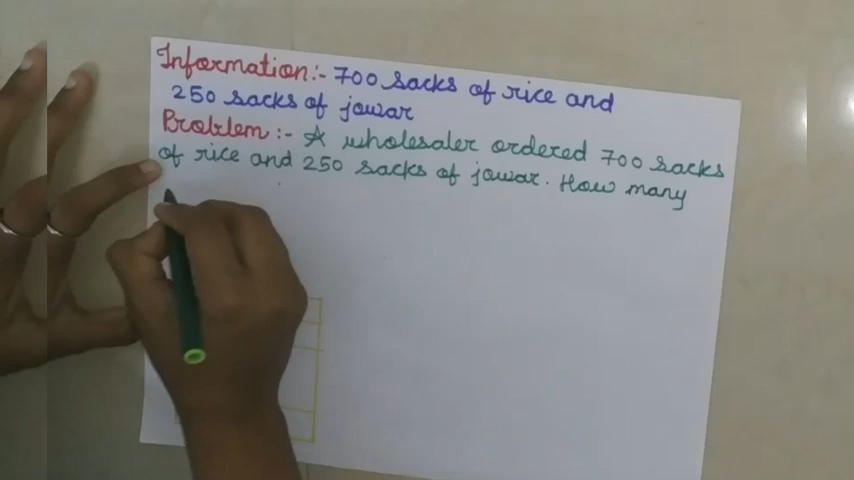 Information:- 700 sacks of rice and
250 sacks of jowar
Problem:- A wholesaler ordered 700 sacks
of rice and 250 sacks of jowar. How many